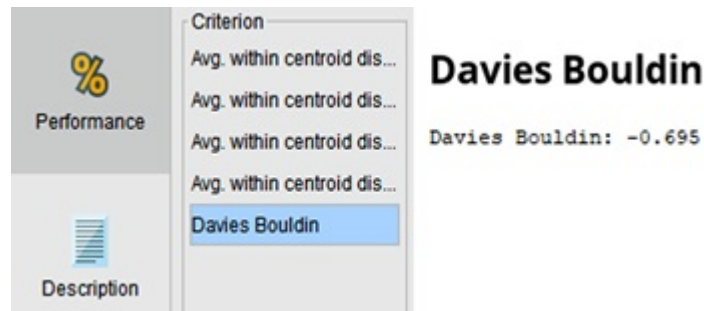 Criterion
Avg. within centroid dis...
Avg. within centroid dis...
Avg. within centroid dis...
Avg. within centroid dis...
Davies Bouldin
%
Performance
Description
Davies Bouldin
Davies Bouldin: -0.695